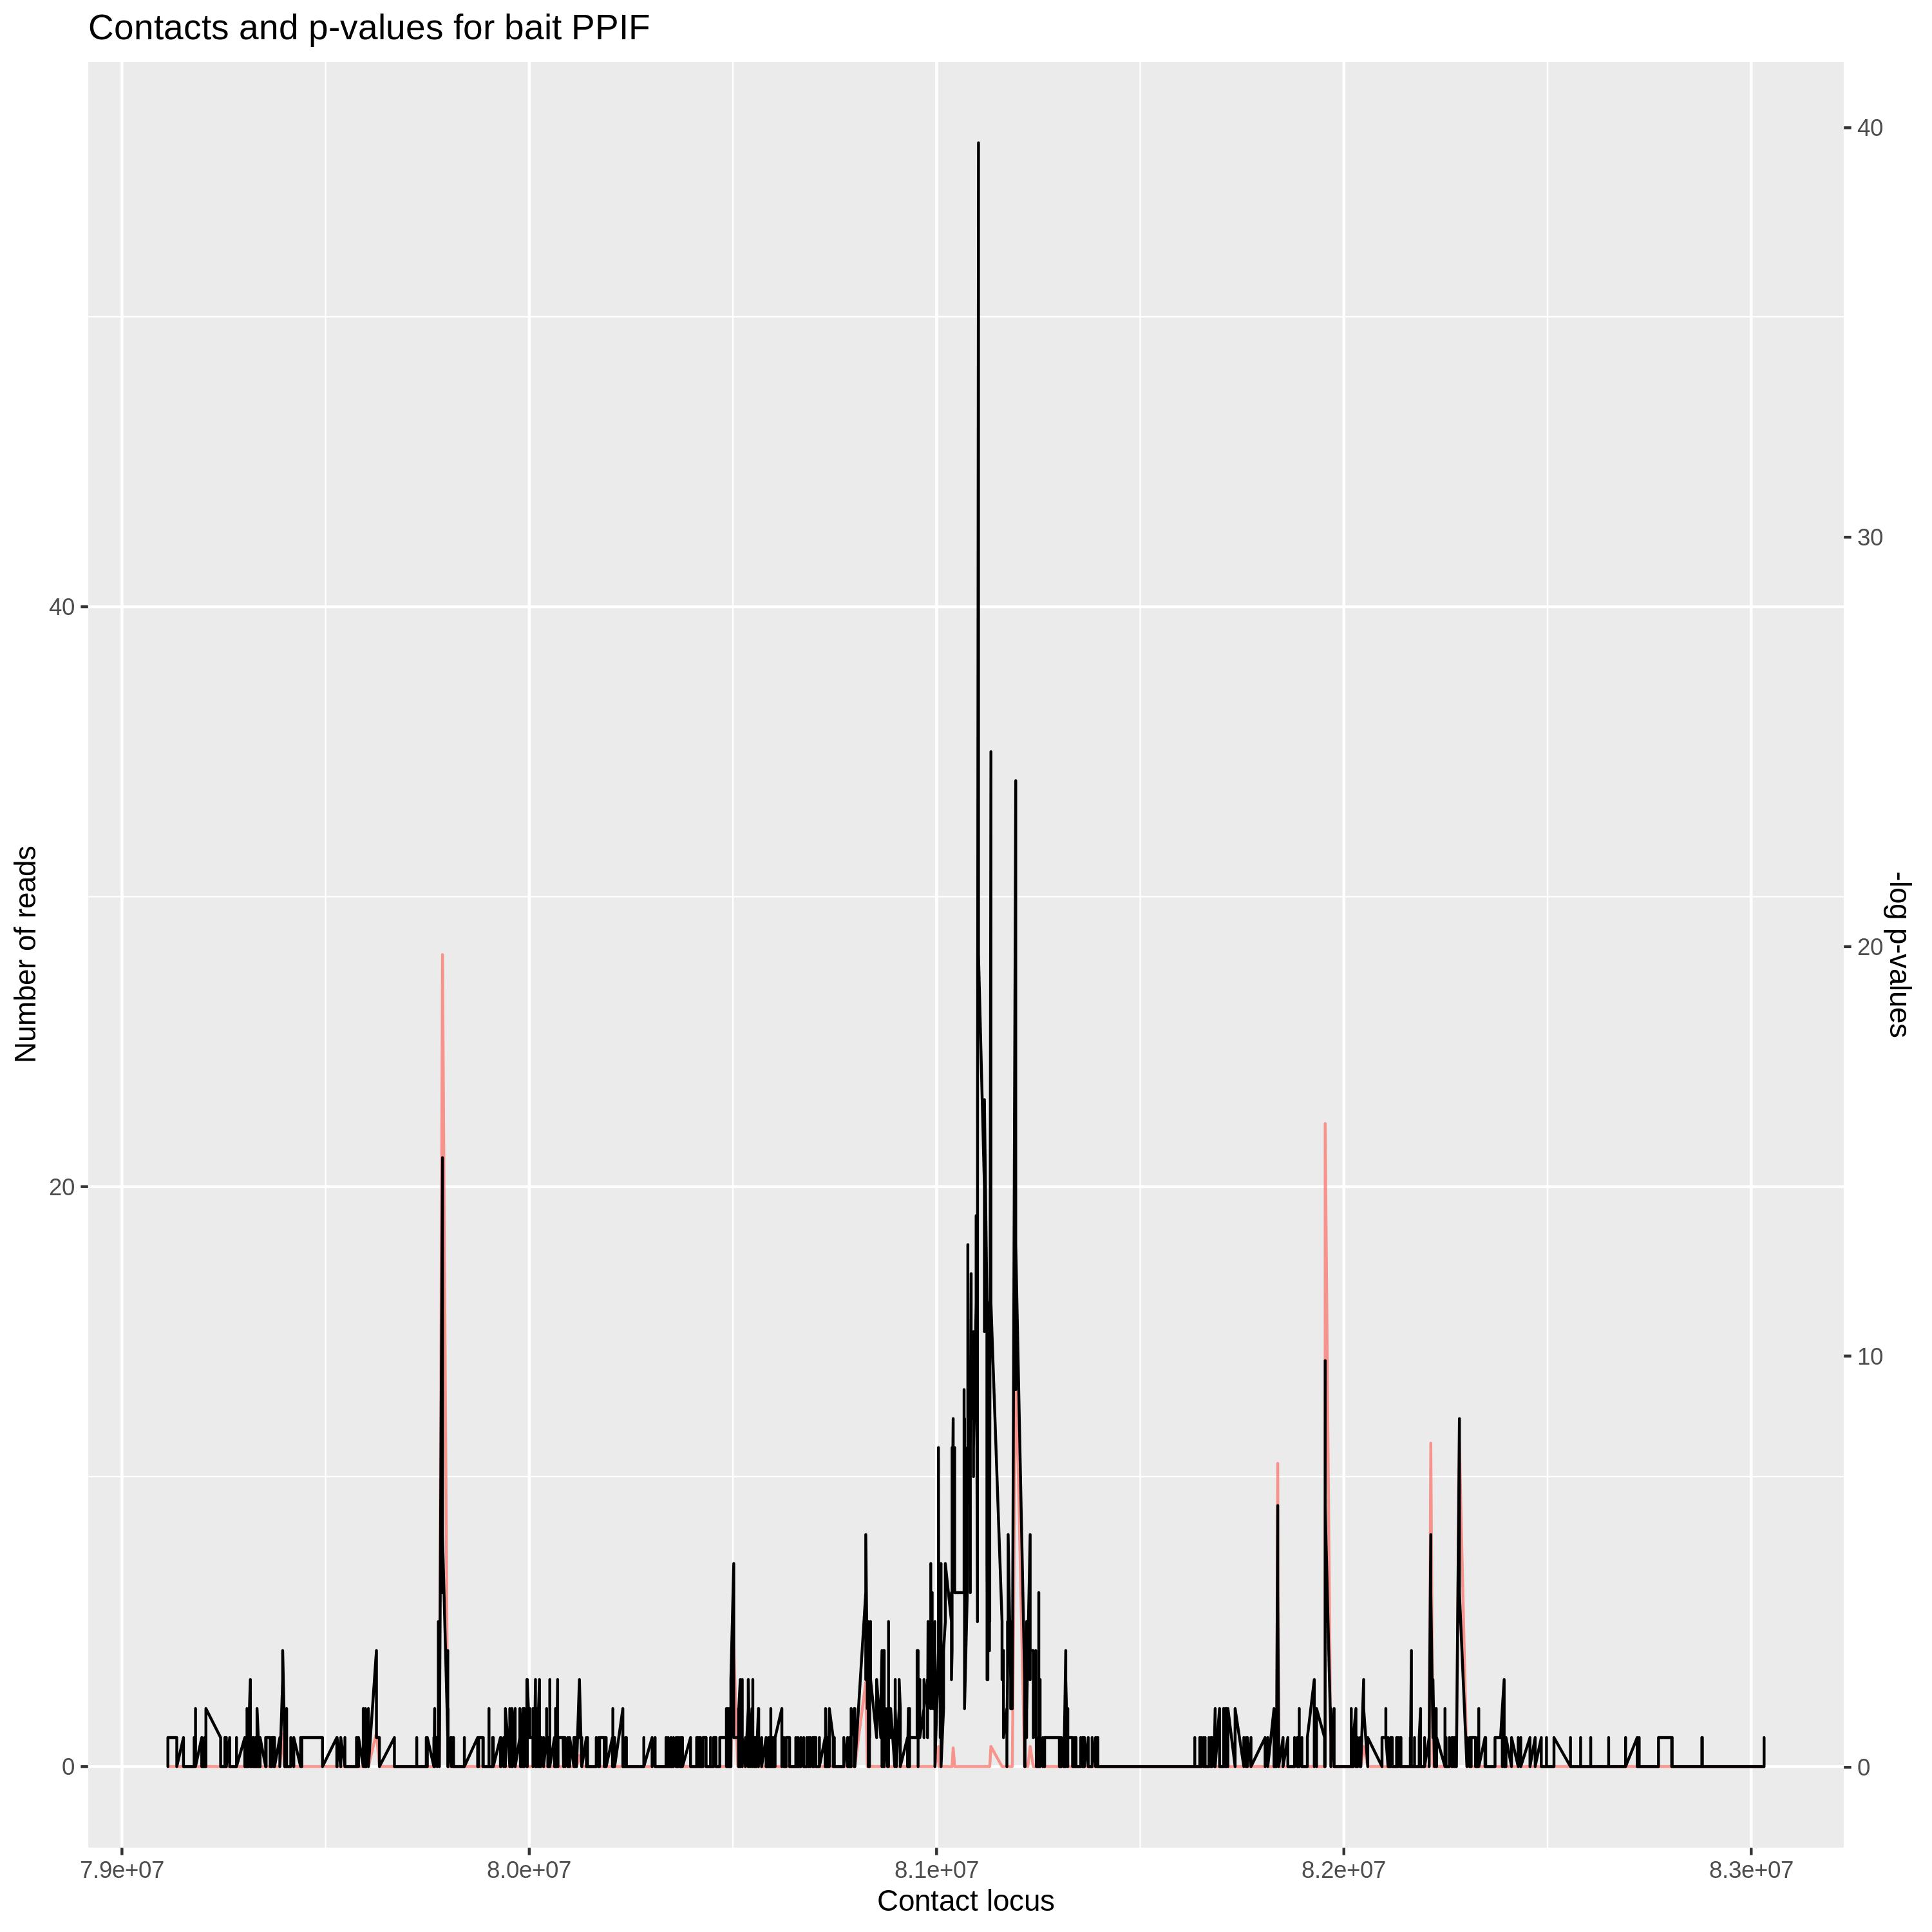 Contacts and p-values for bait PPIF
40
20
0
Number of reads
40
30
20
10
0
-log p-values
7.9e+07
8.0e+07
8.1e+07
8.2e+07
8.3e+07
Contact locus